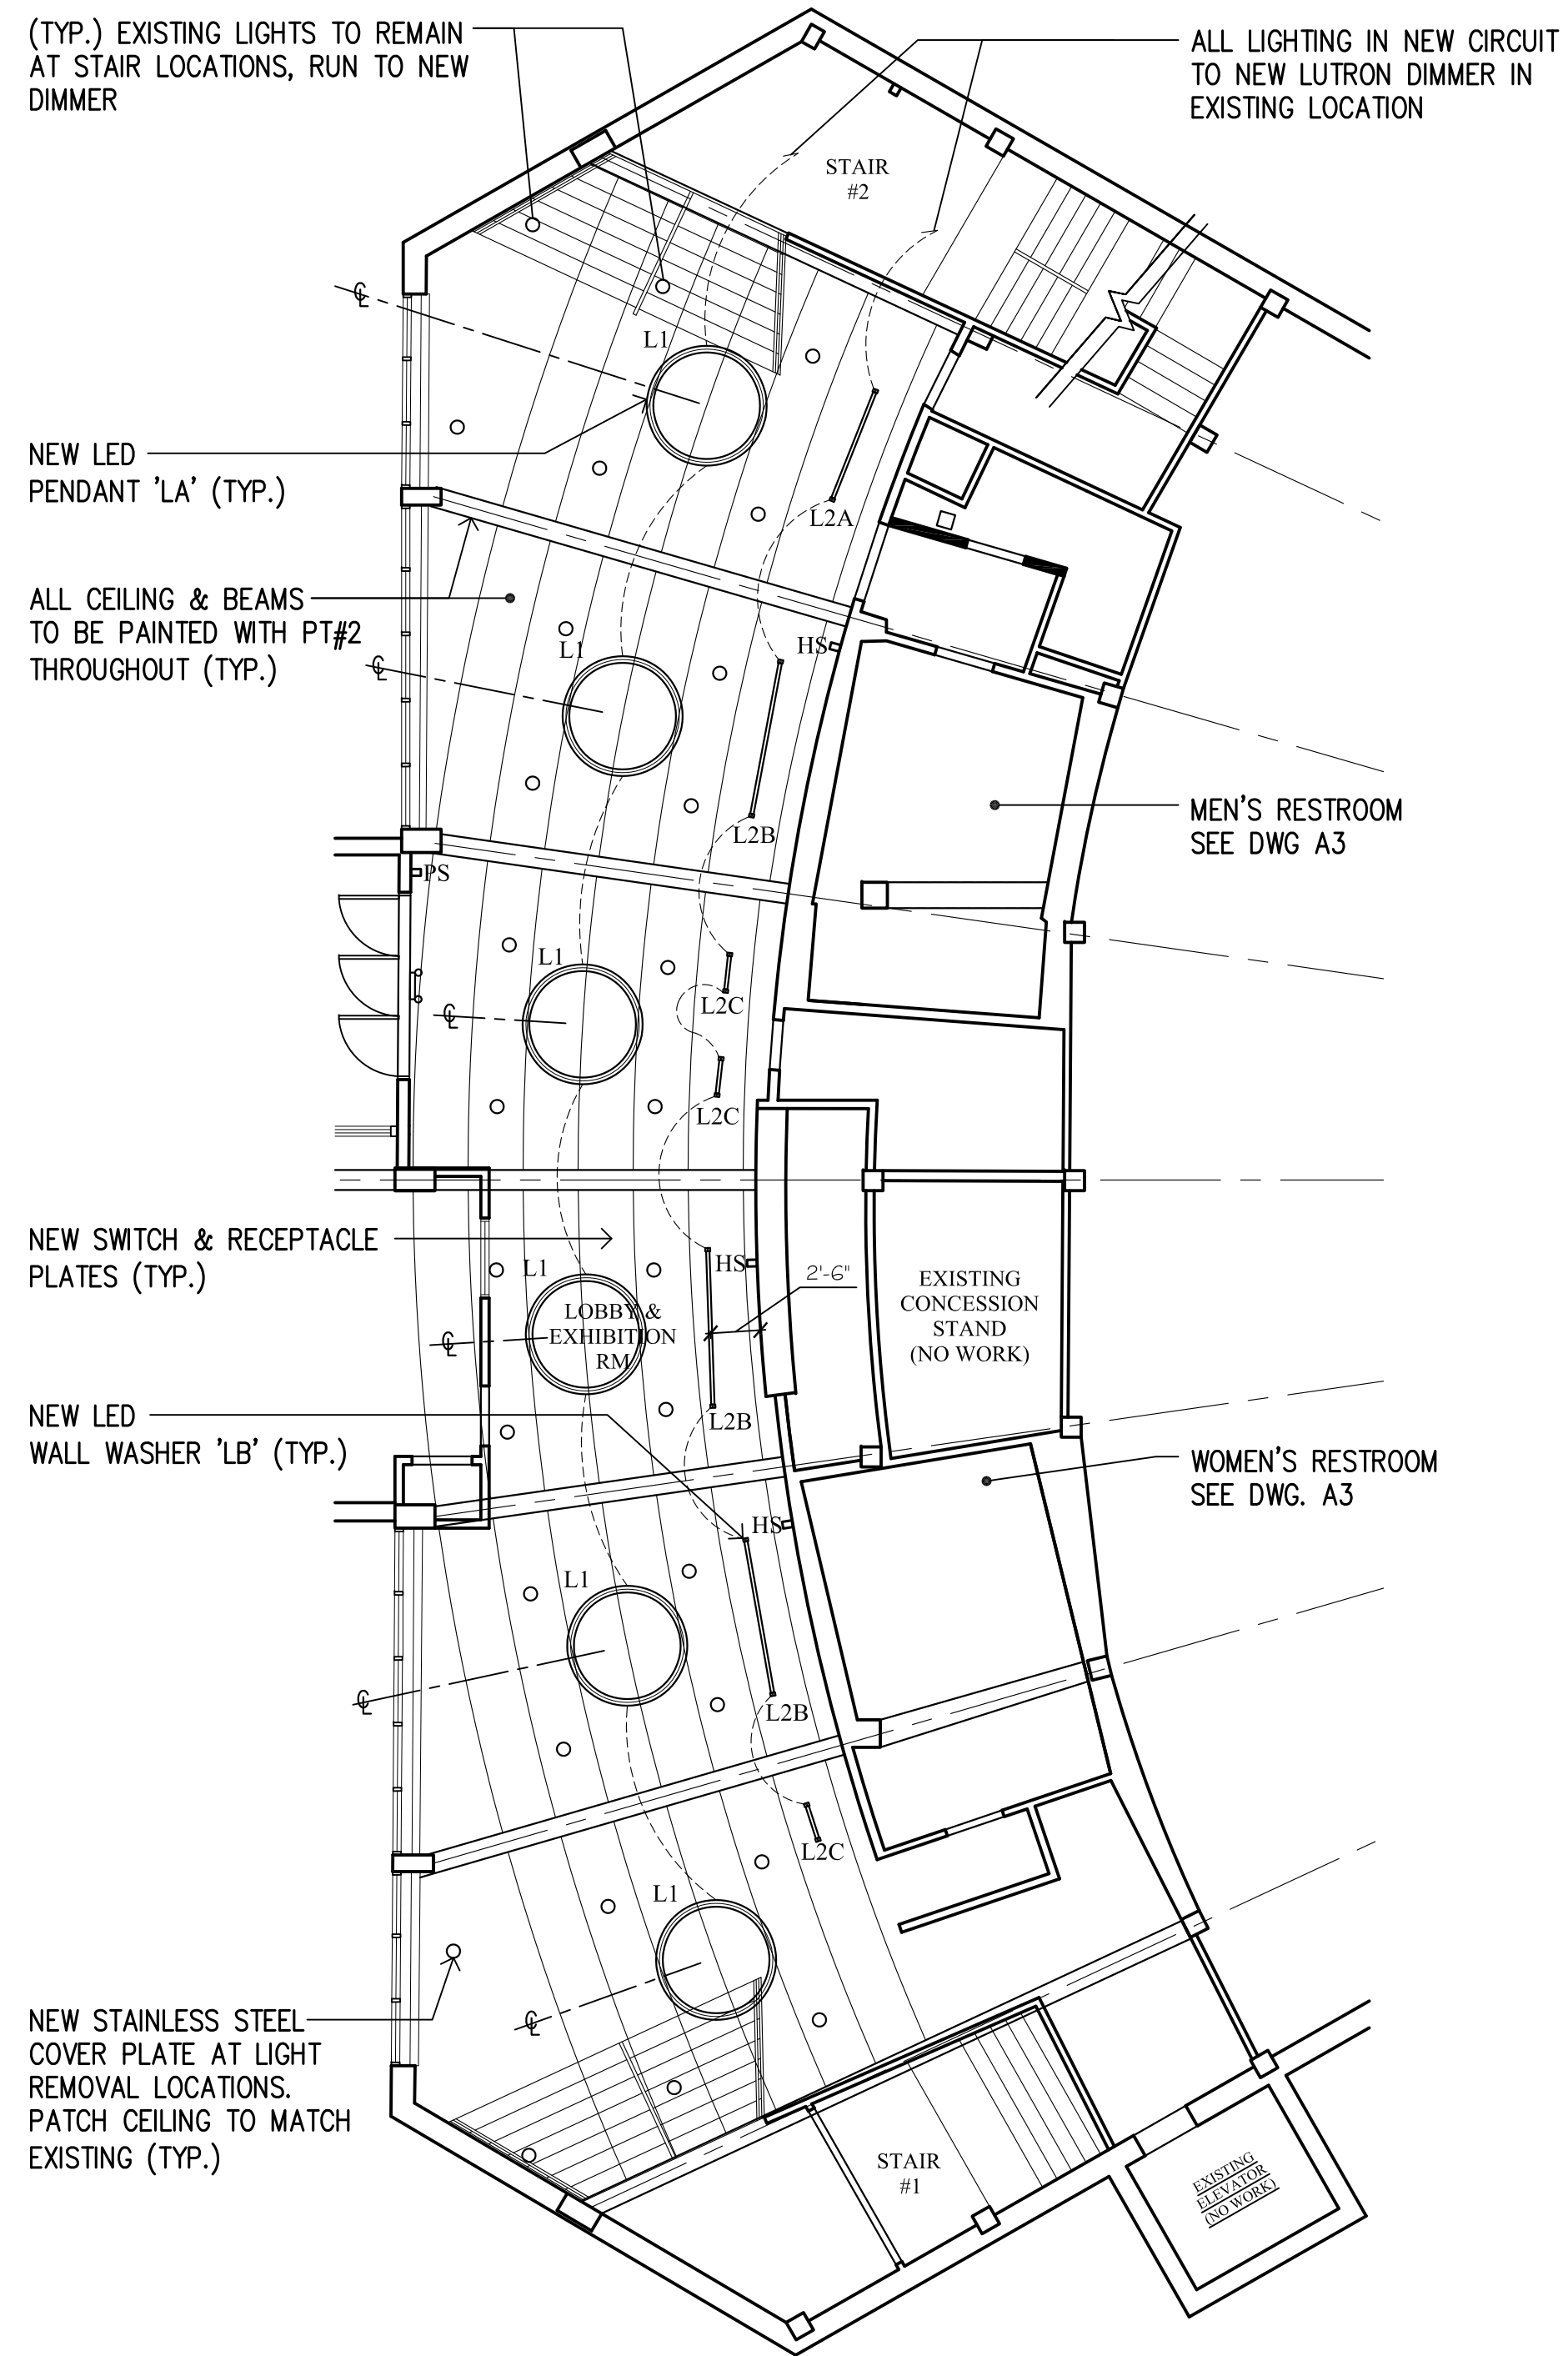 (TYP.) EXISTING LIGHTS TO REMAIN
AT STAIR LOCATIONS, RUN TO NEW
DIMMER
ALL LIGHTING IN NEW CIRCUIT
TO NEW LUTRON DIMMER IN
EXISTING LOCATION
STAIR
#2
℄
L1
NEW LED
PENDANT 'LA' (TYP.)
L2A
ALL CEILING & BEAMS
TO BE PAINTED WITH PT#2
THROUGHOUT (TYP.)
L1
HS
℄
MEN'S RESTROOM
SEE DWG A3
L2B
PS
L1
L2C
℄
L2C
NEW SWITCH & RECEPTACLE
PLATES (TYP.)
L1
HS
2'-6"
LOBBY &
EXHIBITION
RM
EXISTING
CONCESSION
STAND
(NO WORK)
℄
L2B
NEW LED
WALL WASHER 'LB' (TYP.)
WOMEN'S RESTROOM
SEE DWG. A3
HS
L1
℄
L2B
L2C
L1
℄
NEW STAINLESS STEEL
COVER PLATE AT LIGHT
REMOVAL LOCATIONS.
PATCH CEILING TO MATCH
EXISTING (TYP.)
STAIR
#1
EXISTING
ELEVATOR
(NO WORK)